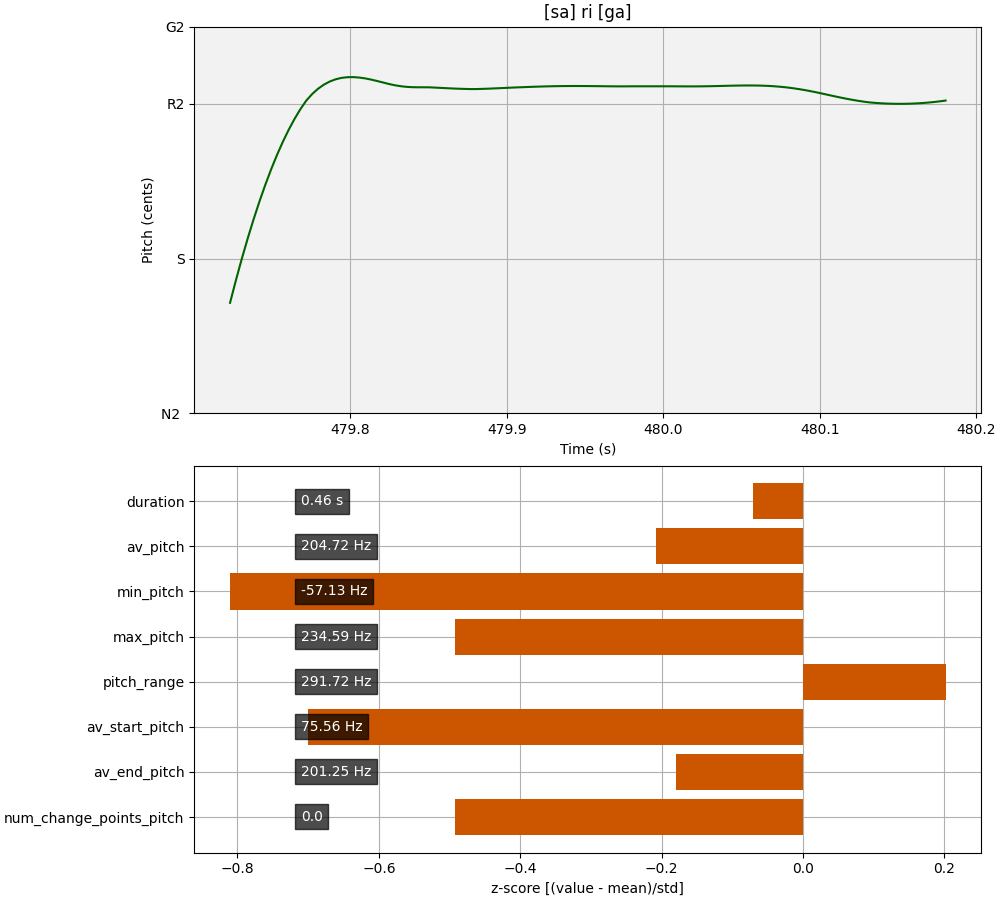 [sa] ri [ga]
G2
R2
S
N2
Pitch (cents)
479.8 479.9 480.0 480.1 480.2
Time (s)
duration 0.46 s
av_pitch 204.72 Hz
min_pitch -57.13 Hz
max_pitch 234.59 Hz
pitch_range 291.72 Hz
av_start_pitch 75.56 Hz
av_end_pitch 201.25 Hz
num_change_points_pitch 0.0
−0.8 −0.6 −0.4 −0.2 0.0 0.2
z-score [(value - mean)/std]